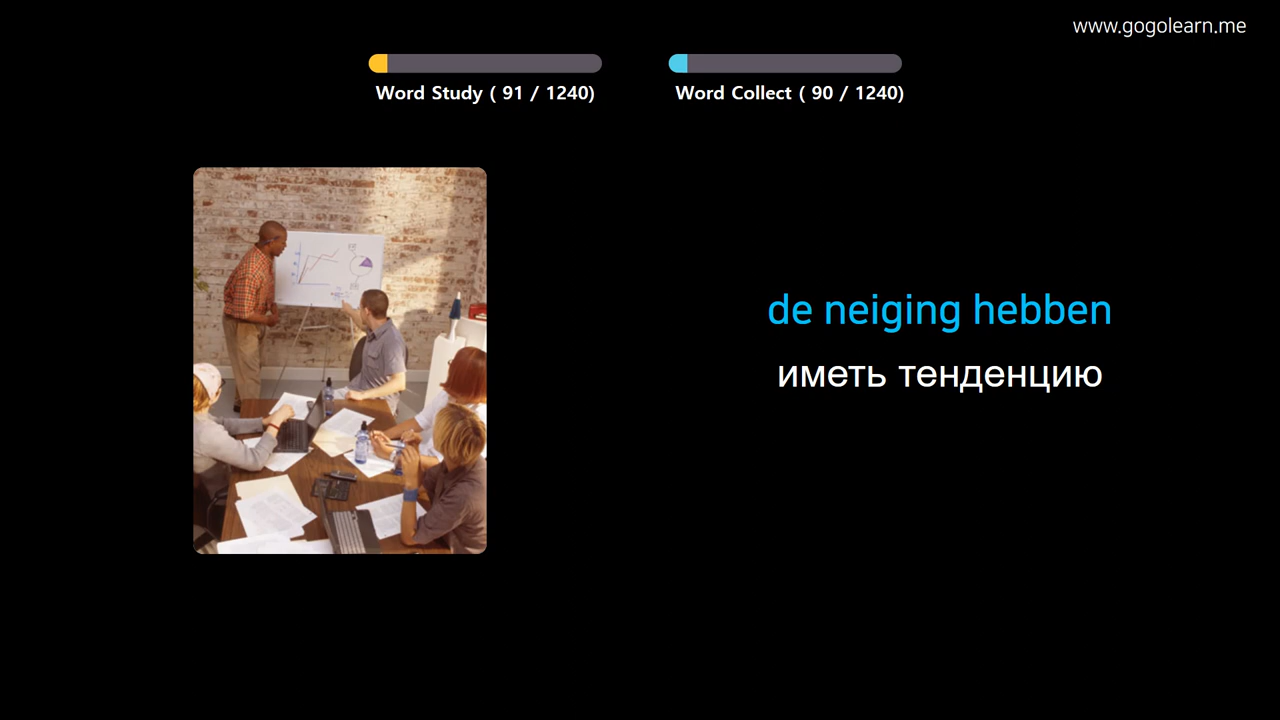 www.gogolearn.me
Word Study ( 91 / 1240)
Word Collect ( 90 / 1240)
de neiging hebben
иметь тенденцию